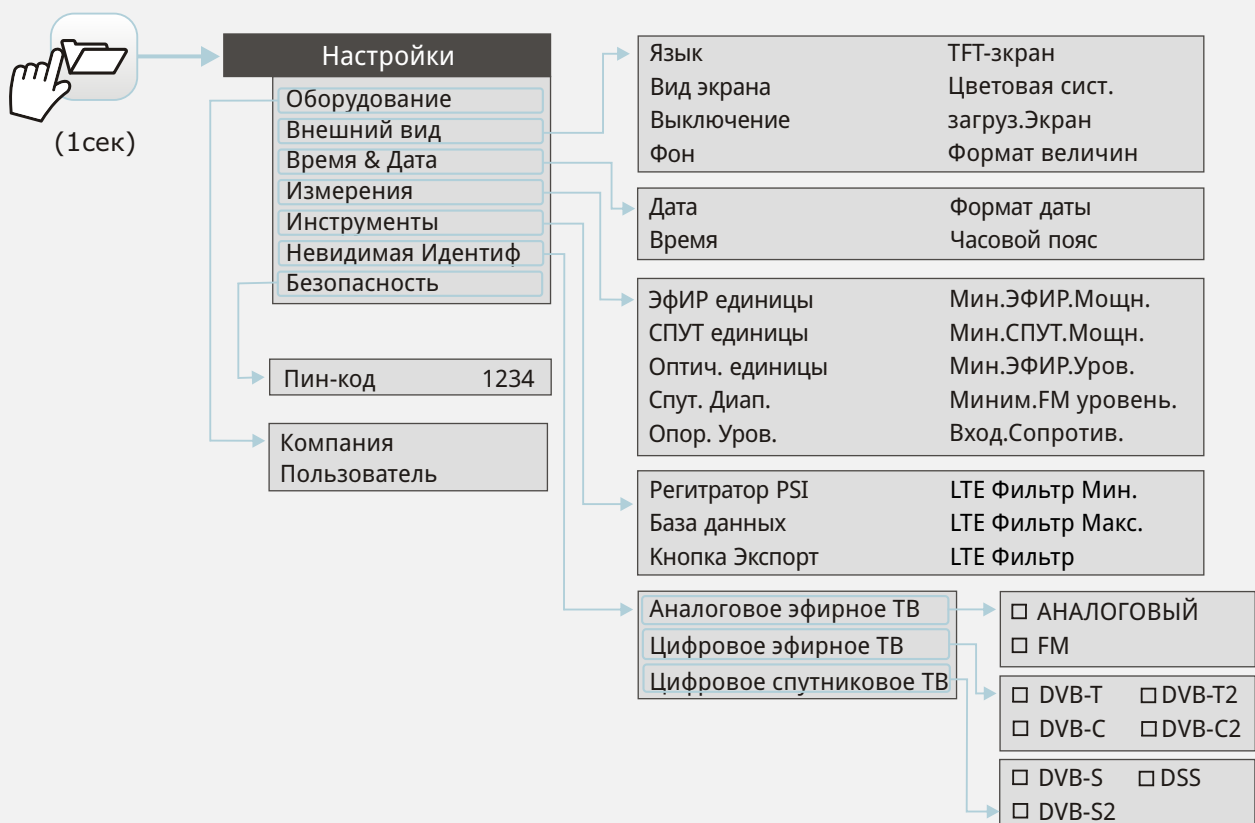 (1сек)
Настройки
Оборудование
Внешний вид
Время & Дата
Измерения
Инструменты
Невидимая Идентиф
Безопасность
Пин-код 1234
Компания
Пользователь
Язык TFT-зкран
Вид экрана Цветовая сист.
Выключение загруз.Экран
Фон Формат величин
Дата Формат даты
Время Часовой пояс
ЭфИР единицы Мин.ЭФИР.Мощн.
СПУТ единицы Мин.СПУТ.Мощн.
Оптич. единицы Мин.ЭФИР.Уров.
Спут. Диап. Миним.FM уровень.
Опор. Уров. Вход.Сопротив.
Регитратор PSI LTE Фильтр Мин.
База данных LTE Фильтр Макс.
Кнопка Экспорт LTE Фильтр
Аналоговое эфирное ТВ
Цифровое эфирное ТВ
Цифровое спутниковое ТВ
АНАЛОГОВЫЙ
FM
DVB-T DVB-T2
DVB-C DVB-C2
DVB-S DSS
DVB-S2